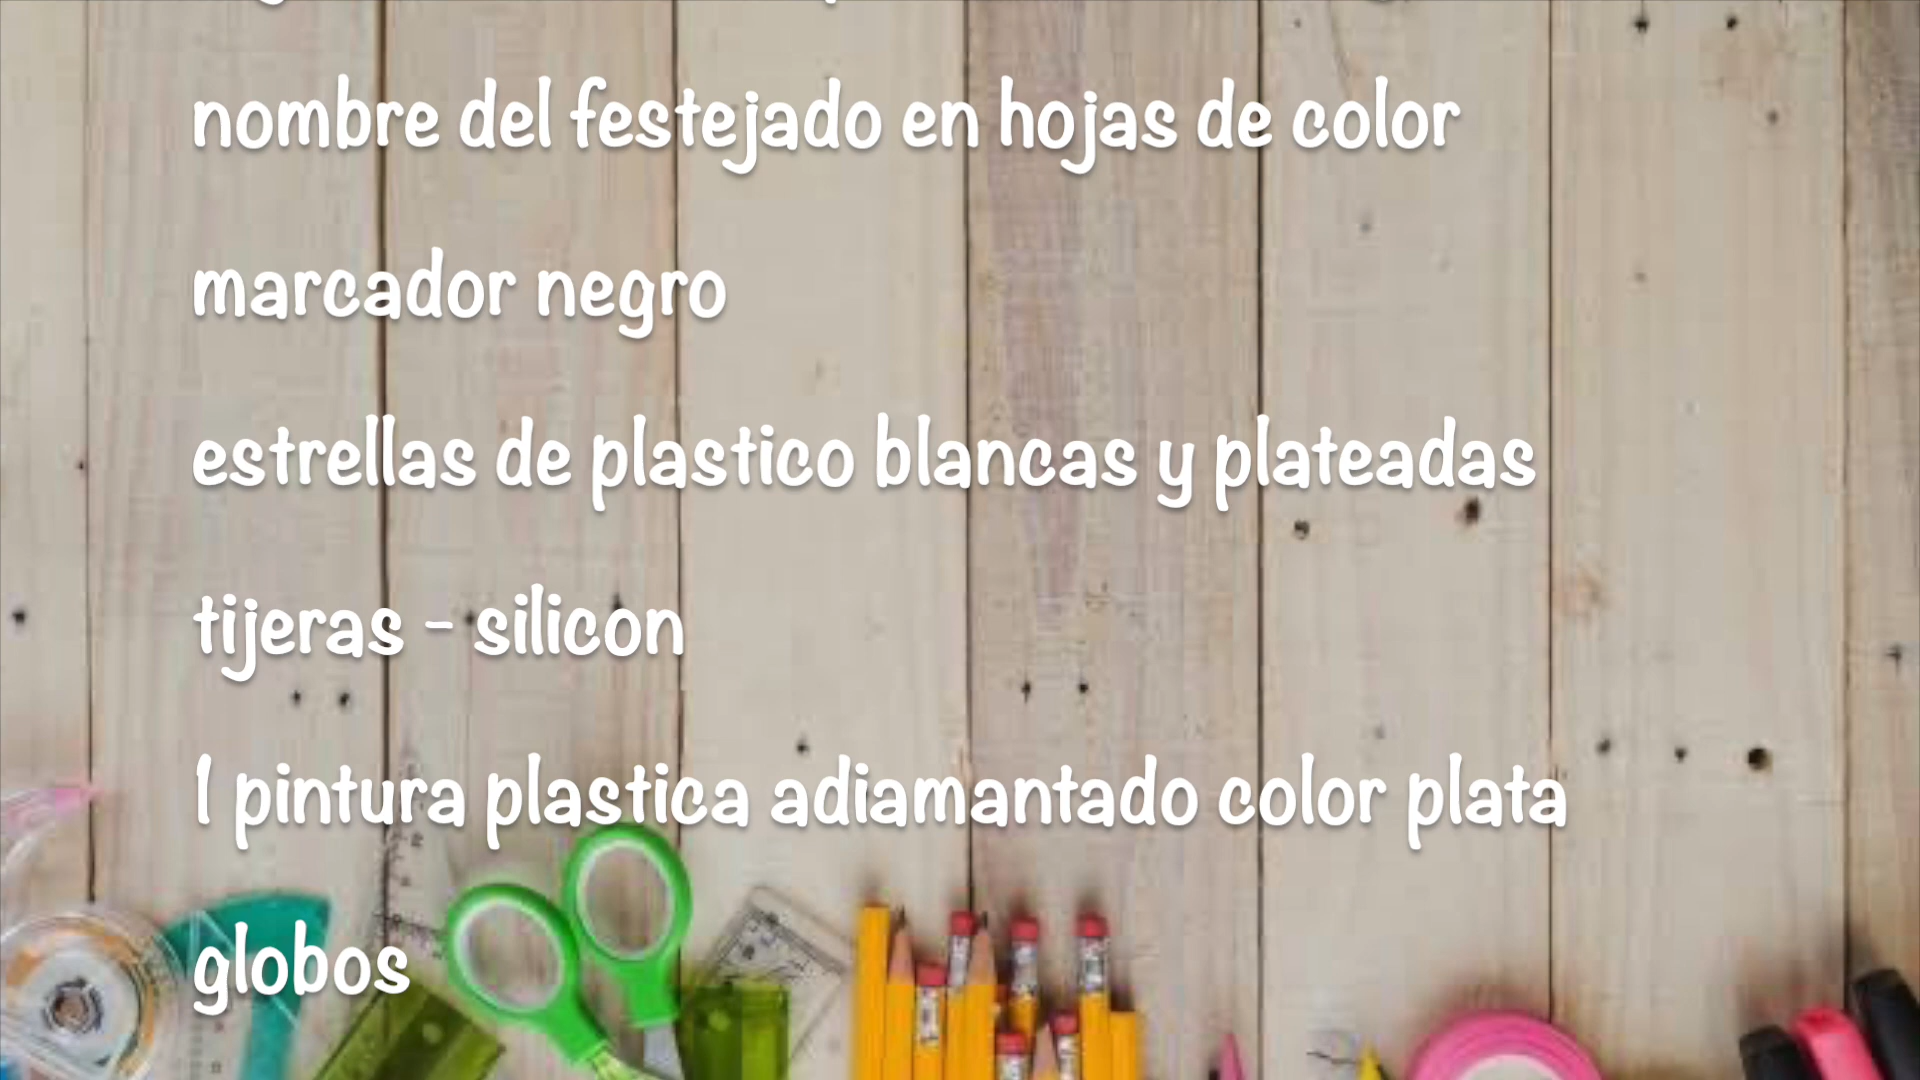 nombre del festejado en hojas de color
marcador negro
estrellas de plastico blancas y plateadas
tijeras - silicon
1 pintura plastica adiamantado color plata
globos